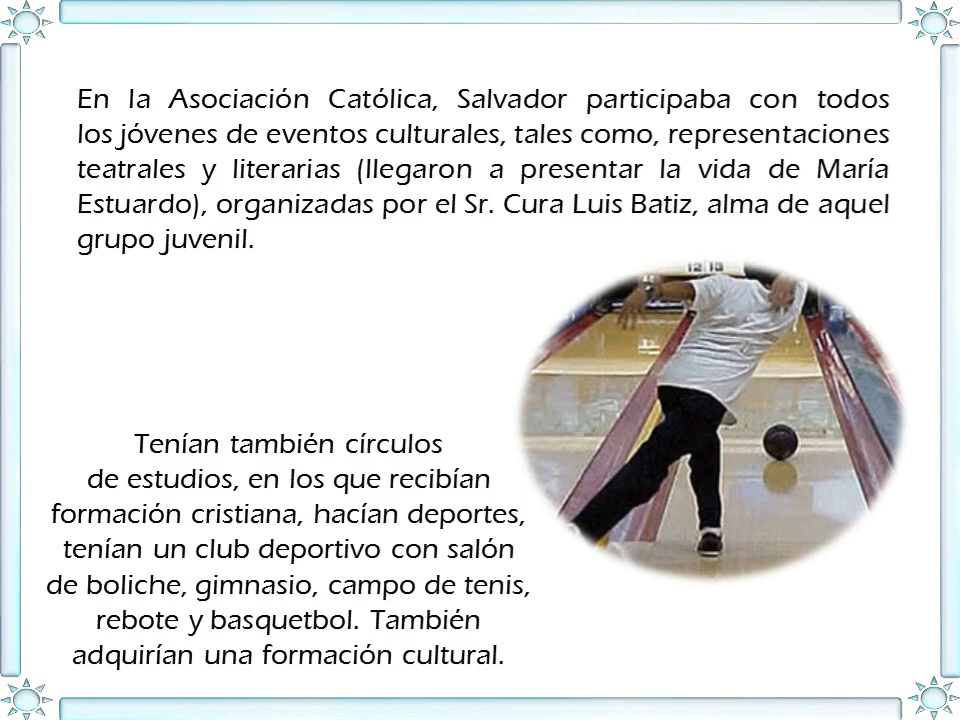 En la Asociación Católica, Salvador participaba con todos
los jóvenes de eventos culturales, tales como, representaciones
teatrales y literarias (llegaron a presentar la vida de María
Estuardo), organizadas por el Sr. Cura Luis Batiz, alma de aquel
grupo juvenil.
12 13
Tenían también círculos
de estudios, en los que recibían
formación cristiana, hacían deportes,
tenían un club deportivo con salón
de boliche, gimnasio, campo de tenis,
rebote y basquetbol. También
adquirían una formación cultural.